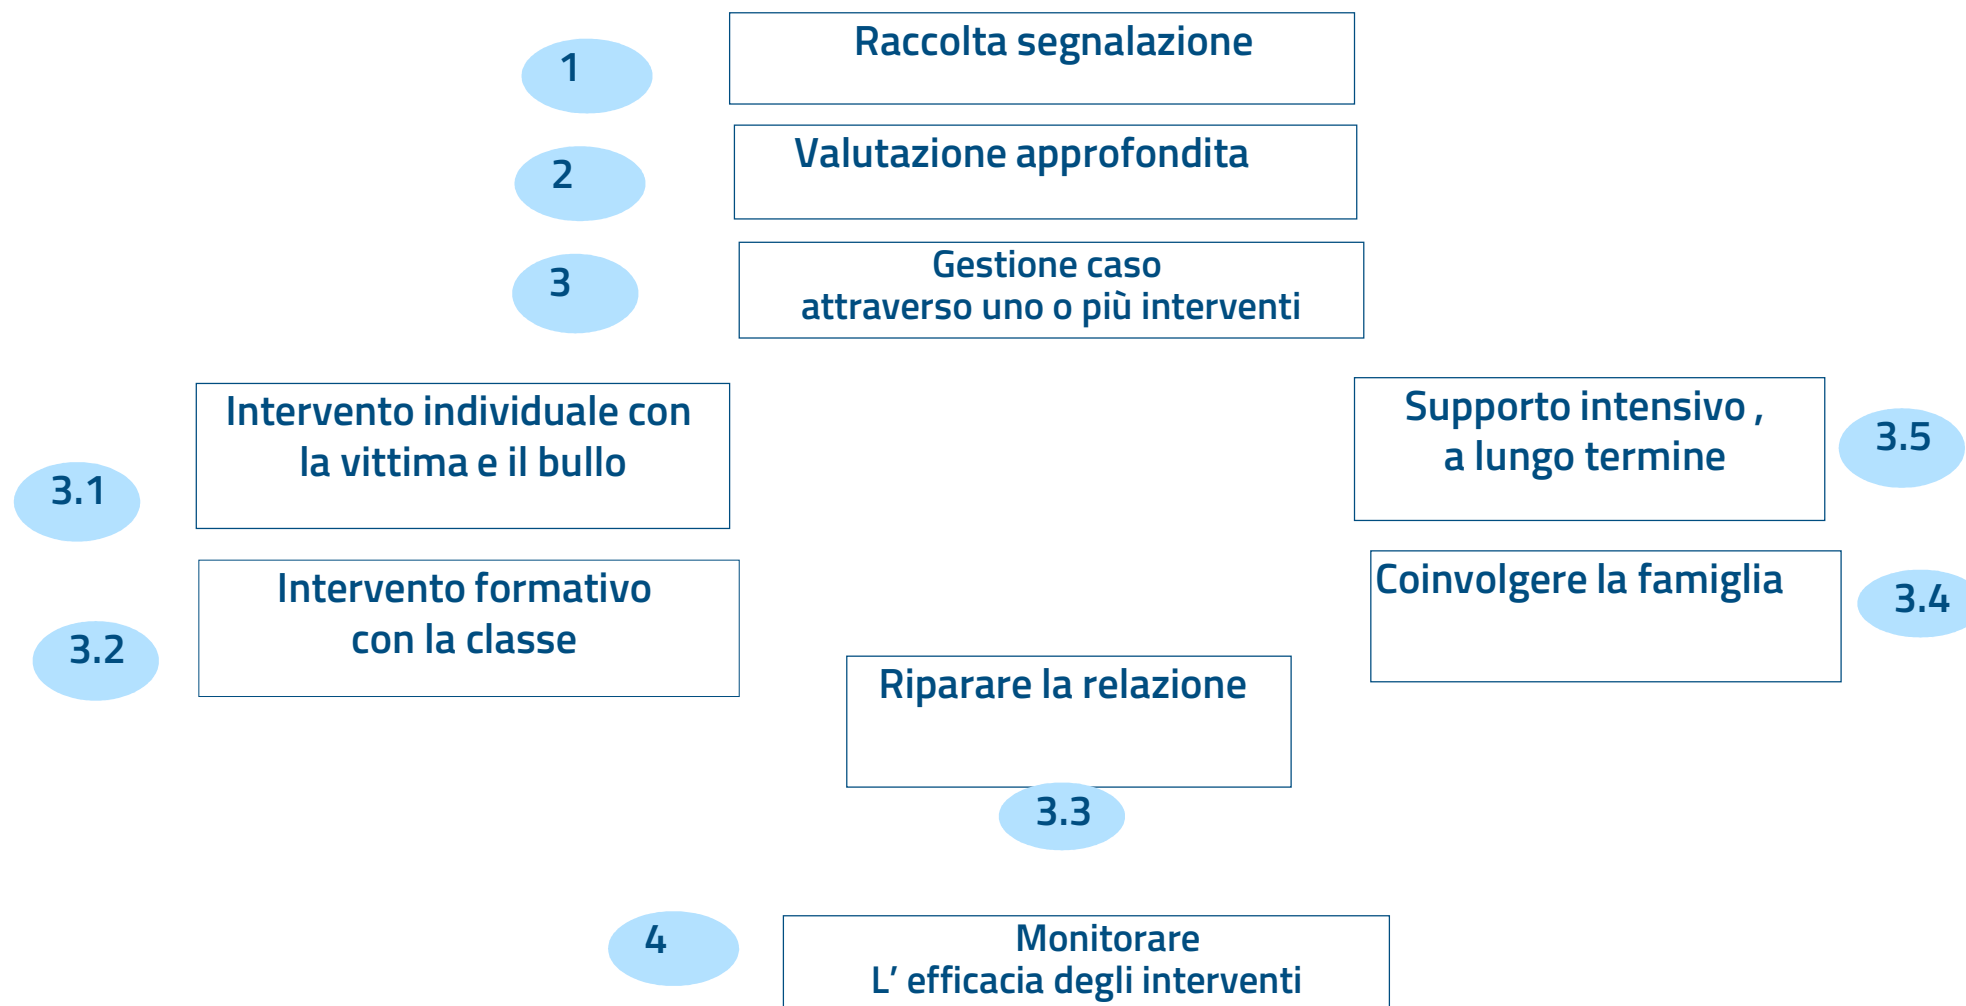 1
Raccolta segnalazione
2
Valutazione approfondita
3
Gestione caso
attraverso uno o più interventi
3.1
Intervento individuale con
la vittima e il bullo
3.2
Intervento formativo
con la classe
Riparare la relazione
3.3
Supporto intensivo ,
a lungo termine
3.5
Coinvolgere la famiglia
3.4
4
Monitorare
L’ efficacia degli interventi